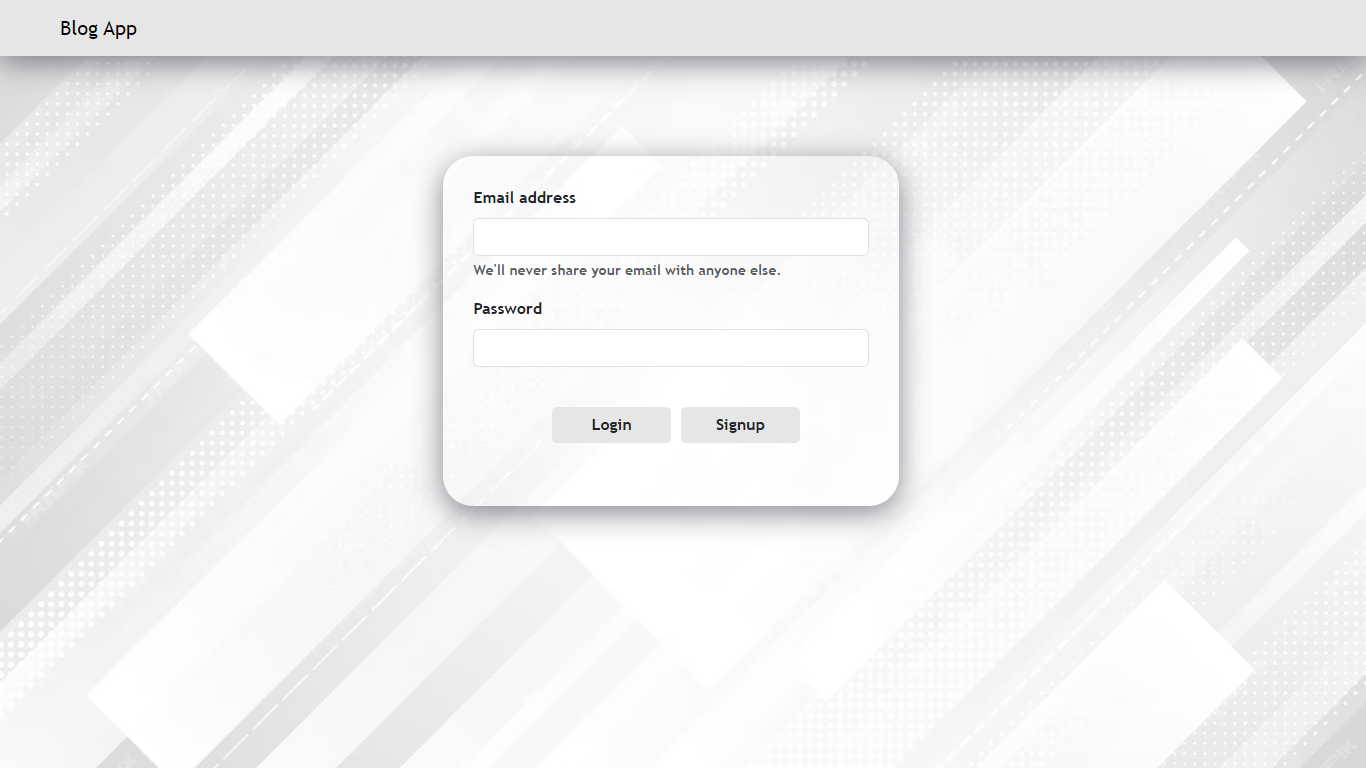 Blog App
Email address
We'll never share your email with anyone else.
Password
Login Signup